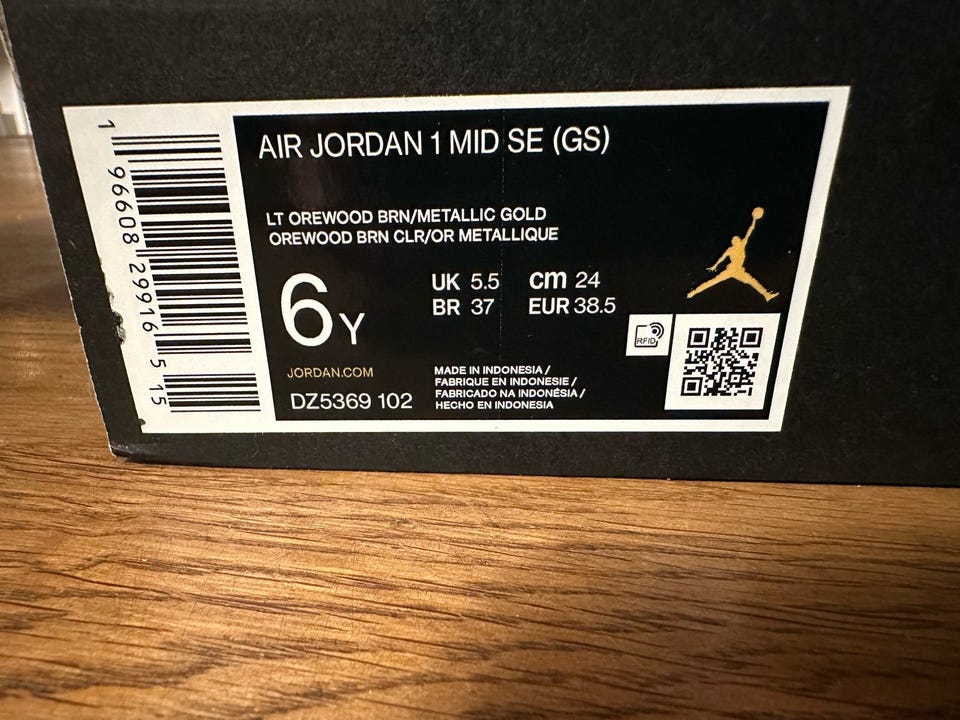 1 96608 29916 5 15
AIR JORDAN 1 MID SE (GS)
LT OREWOOD BRN/METALLIC GOLD
OREWOOD BRN CLR/OR METALLIQUE
6Y
UK 5.5 cm 24
BR 37 EUR 38.5
RFID
JORDAN.COM
DZ5369 102
MADE IN INDONESIA /
FABRIQUE EN INDONESIE /
FABRICADO NA INDONÉSIA /
HECHO EN INDONESIA